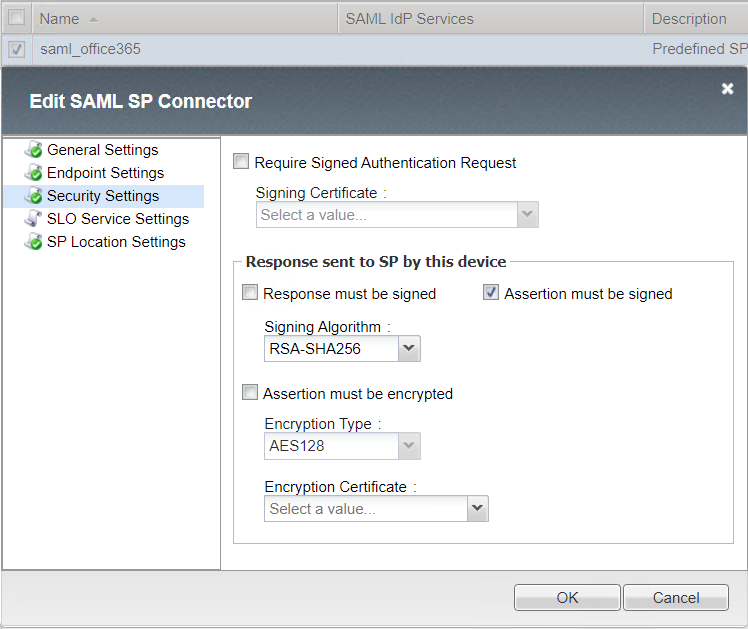 Name SAML IdP Services Description
saml_office365 Predefined SP
Edit SAML SP Connector
General Settings
Endpoint Settings
Security Settings
SLO Service Settings
SP Location Settings
Require Signed Authentication Request
Signing Certificate :
Select a value...
Response sent to SP by this device
Response must be signed Assertion must be signed
Signing Algorithm :
RSA-SHA256
Assertion must be encrypted
Encryption Type :
AES128
Encryption Certificate :
Select a value...
OK Cancel